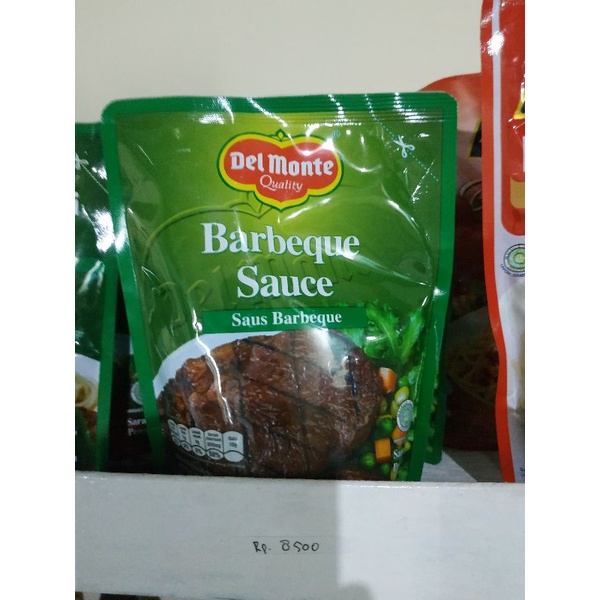 Del Monte
Quality
Barbeque
Sauce
Saus Barbeque
Rp. 8500